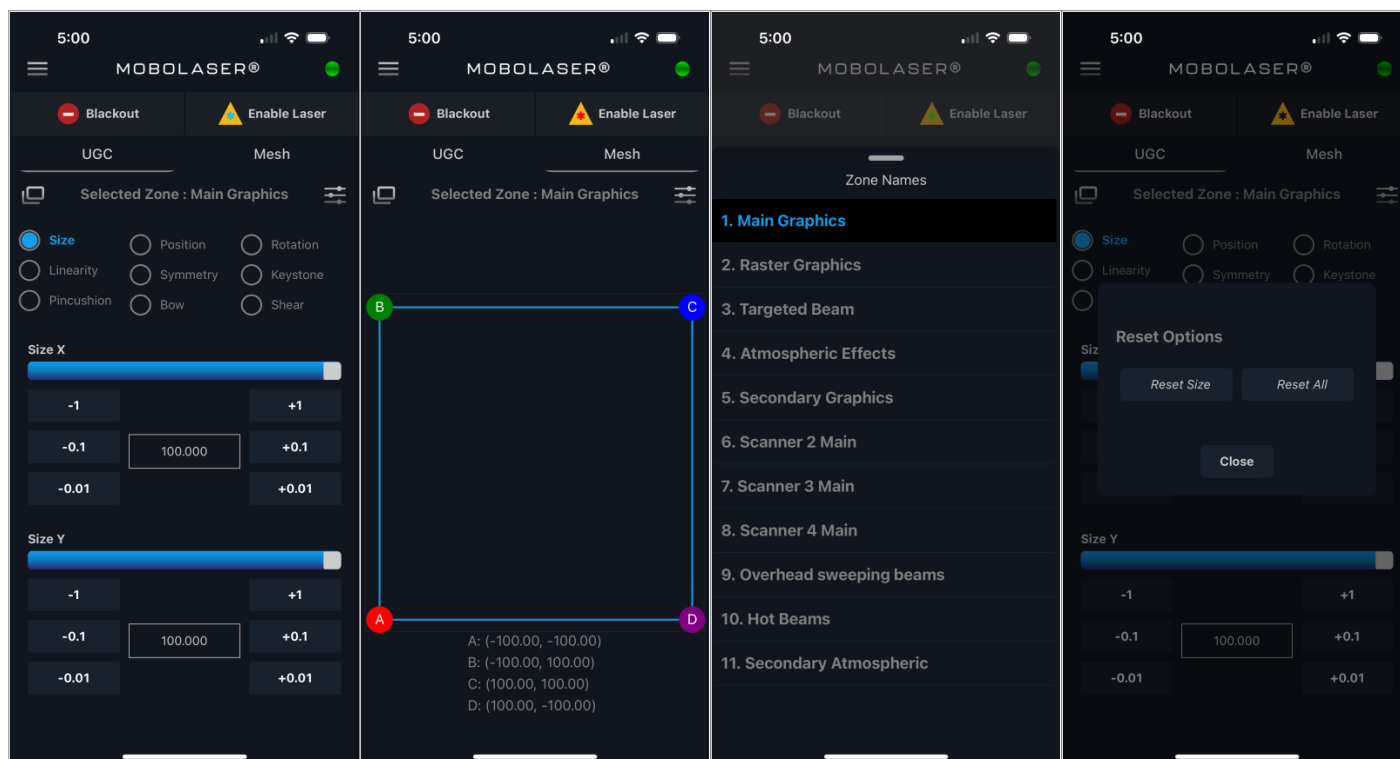 5:00
MOBOLASER®
Blackout Enable Laser
UGC Mesh
Selected Zone : Main Graphics
Size Position Rotation
Linearity Symmetry Keystone
Pincushion Bow Shear
Size X
-1 +1
-0.1 100.000 +0.1
-0.01 +0.01
Size Y
-1 +1
-0.1 100.000 +0.1
-0.01 +0.01
5:00
MOBOLASER®
Blackout Enable Laser
UGC Mesh
Selected Zone : Main Graphics
B C
A D
A: (-100.00, -100.00)
B: (-100.00, 100.00)
C: (100.00, 100.00)
D: (100.00, -100.00)
5:00
MOBOLASER®
Blackout Enable Laser
Zone Names
1. Main Graphics
2. Raster Graphics
3. Targeted Beam
4. Atmospheric Effects
5. Secondary Graphics
6. Scanner 2 Main
7. Scanner 3 Main
8. Scanner 4 Main
9. Overhead sweeping beams
10. Hot Beams
11. Secondary Atmospheric
5:00
MOBOLASER®
Blackout Enable Laser
UGC Mesh
Selected Zone : Main Graphics
Size Position Rotation
Linearity Symmetry Keystone
Reset Options
Siz
Reset Size Reset All
Close
Size Y
-1 +1
-0.1 100.000 +0.1
-0.01 +0.01